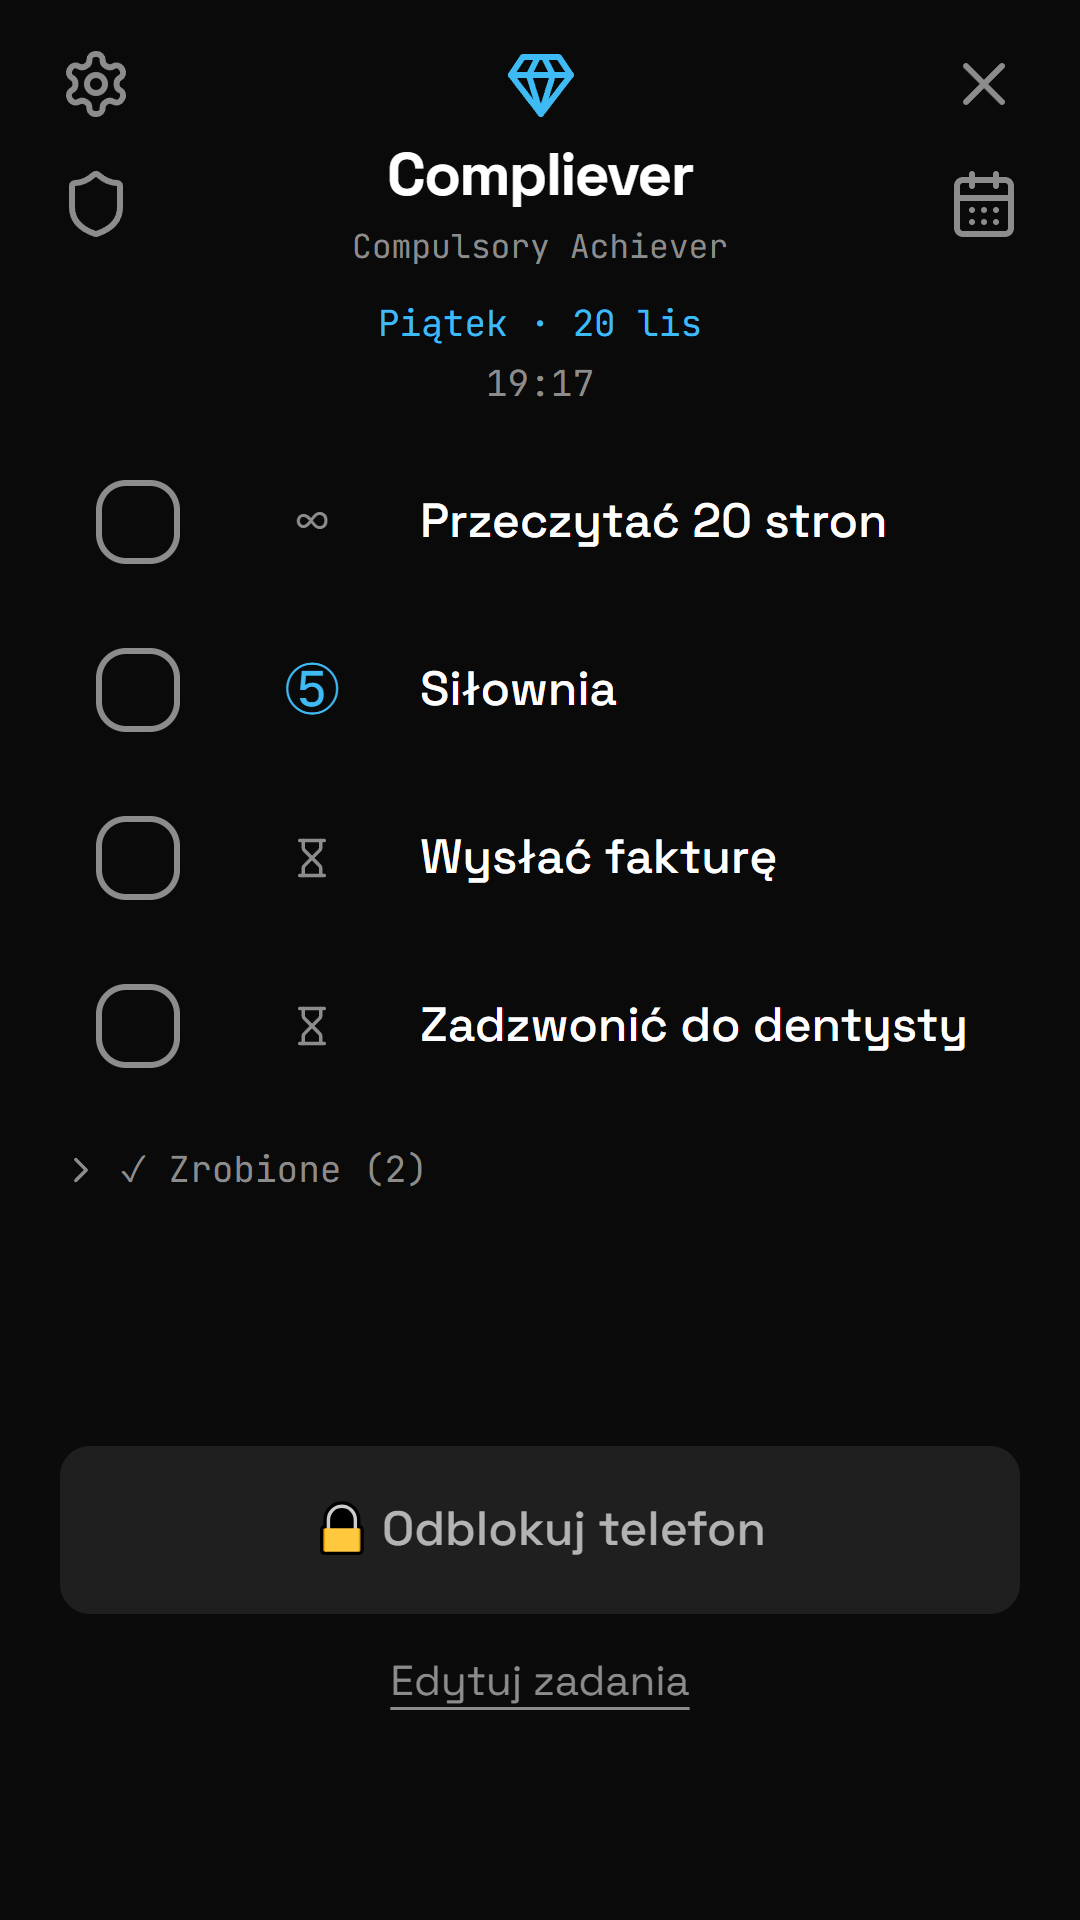 Compliever
Compulsory Achiever
Piątek · 20 lis
19:17
∞ Przeczytać 20 stron
⑤ Siłownia
Wysłać fakturę
Zadzwonić do dentysty
✓ Zrobione (2)
Odblokuj telefon
Edytuj zadania